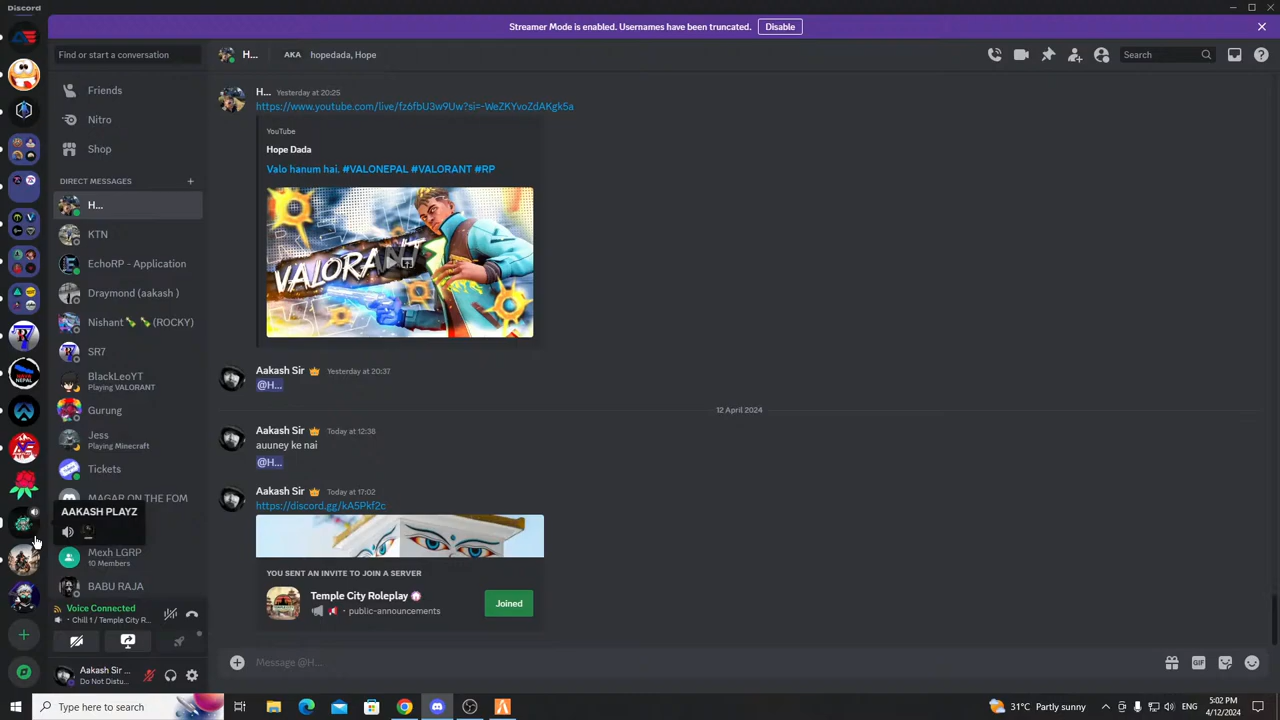 Discord
Streamer Mode is enabled. Usernames have been truncated.
Disable
Find or start a conversation
H...
AKA
hopedada, Hope
Search
Friends
Nitro
Shop
DIRECT MESSAGES
H...
KTN
EchoRP - Application
Draymond (aakash )
Nishant (ROCKY)
SR7
BlackLeoYT
Playing VALORANT
Gurung
Jess
Playing Minecraft
Tickets
MAGAR ON THE FOM
AAKASH PLAYZ
Mexh LGRP
10 Members
BABU RAJA
Voice Connected
Chill 1 / Temple City R...
Aakash Sir ...
Do Not Distu...
H... Yesterday at 20:25
https://www.youtube.com/live/fz6fbU3w9Uw?si=-WeZKYvoZdAKgk5a
YouTube
Hope Dada
Valo hanum hai. #VALONEPAL #VALORANT #RP
Aakash Sir Yesterday at 20:37
@H...
12 April 2024
Aakash Sir Today at 12:38
auuney ke nai
@H...
Aakash Sir Today at 17:02
https://discord.gg/kA5Pkf2c
YOU SENT AN INVITE TO JOIN A SERVER
Temple City Roleplay
public-announcements
Joined
Message @H...
GIF
Type here to search
31°C Partly sunny
ENG
5:02 PM
4/12/2024